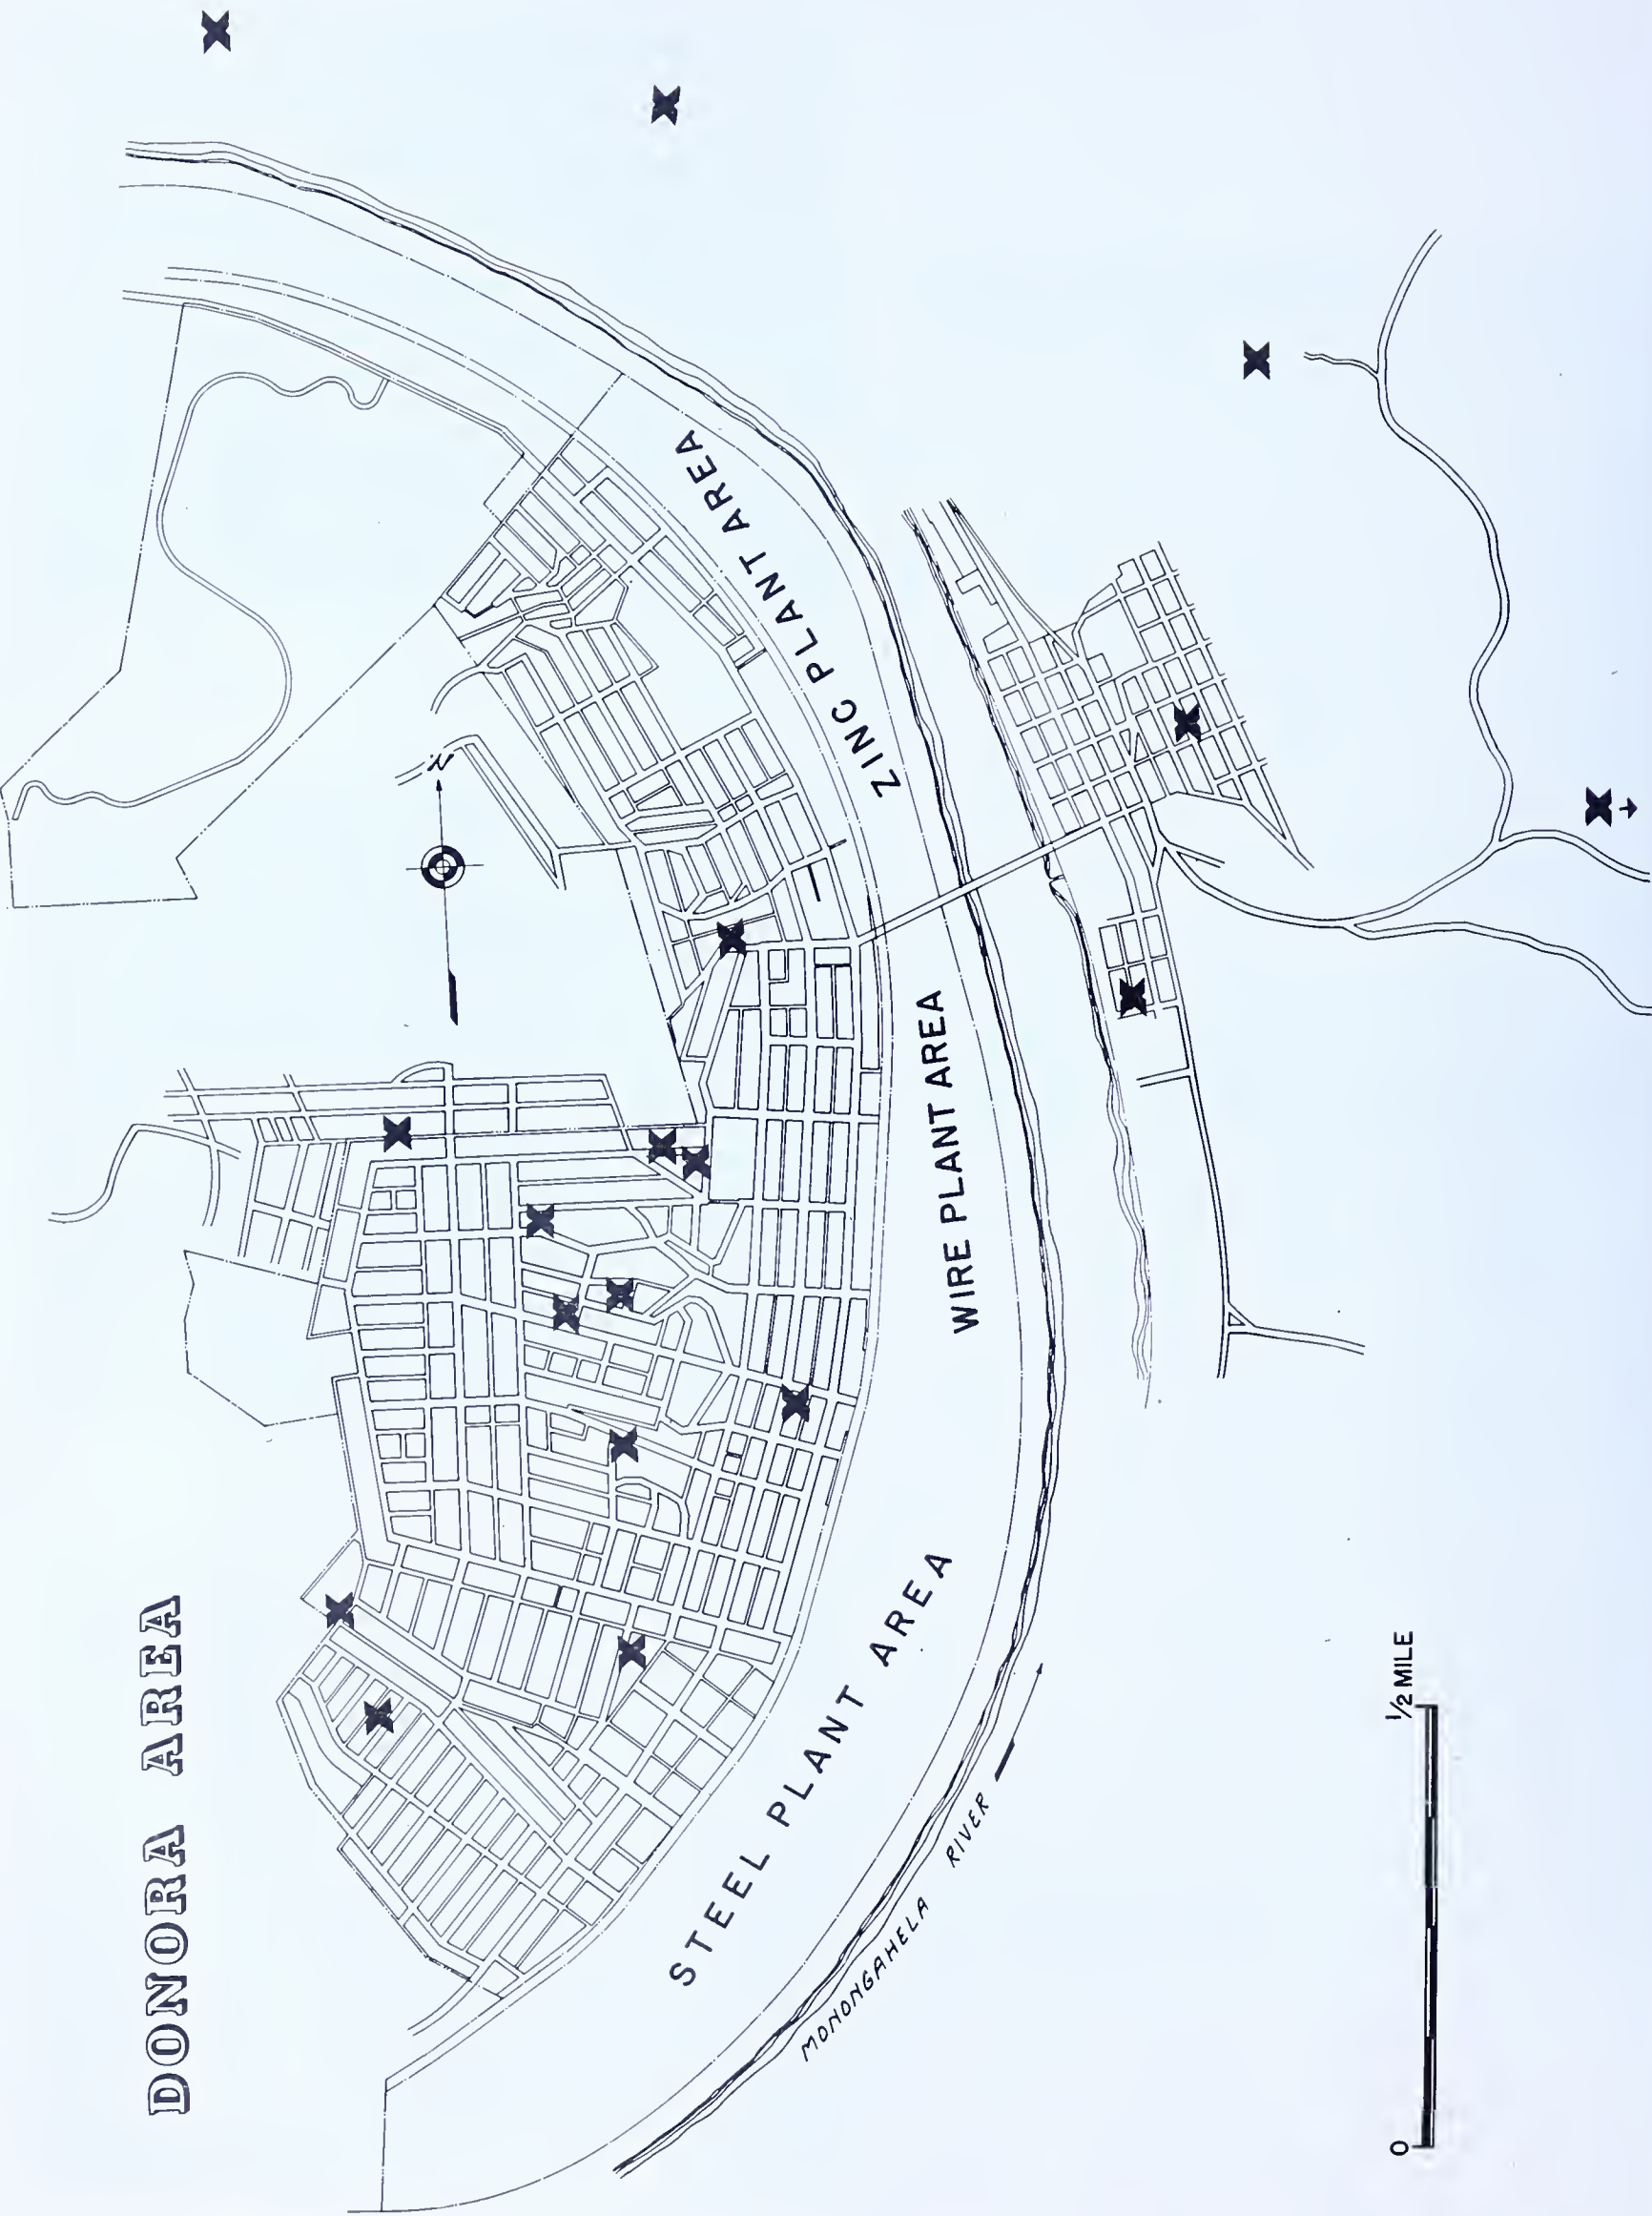 DONORA AREA
N
ZINC PLANT AREA
WIRE PLANT AREA
STEEL PLANT AREA
MONONGAHELA RIVER
0
1/2 MILE